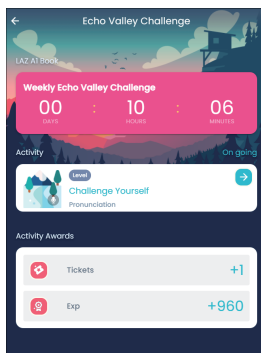 Echo Valley Challenge
LAZ A1 Book
Weekly Echo Valley Challenge
00 : 10 : 06
DAYS HOURS MINUTES
Activity On going
Level
Challenge Yourself
Pronunciation
Activity Awards
Tickets +1
Exp +960